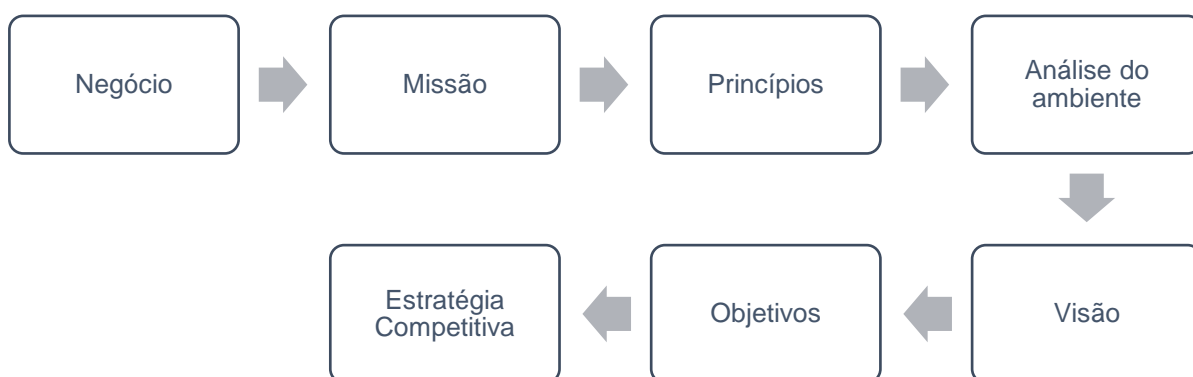 Negócio
Missão
Princípios
Análise do
ambiente
Visão
Objetivos
Estratégia
Competitiva